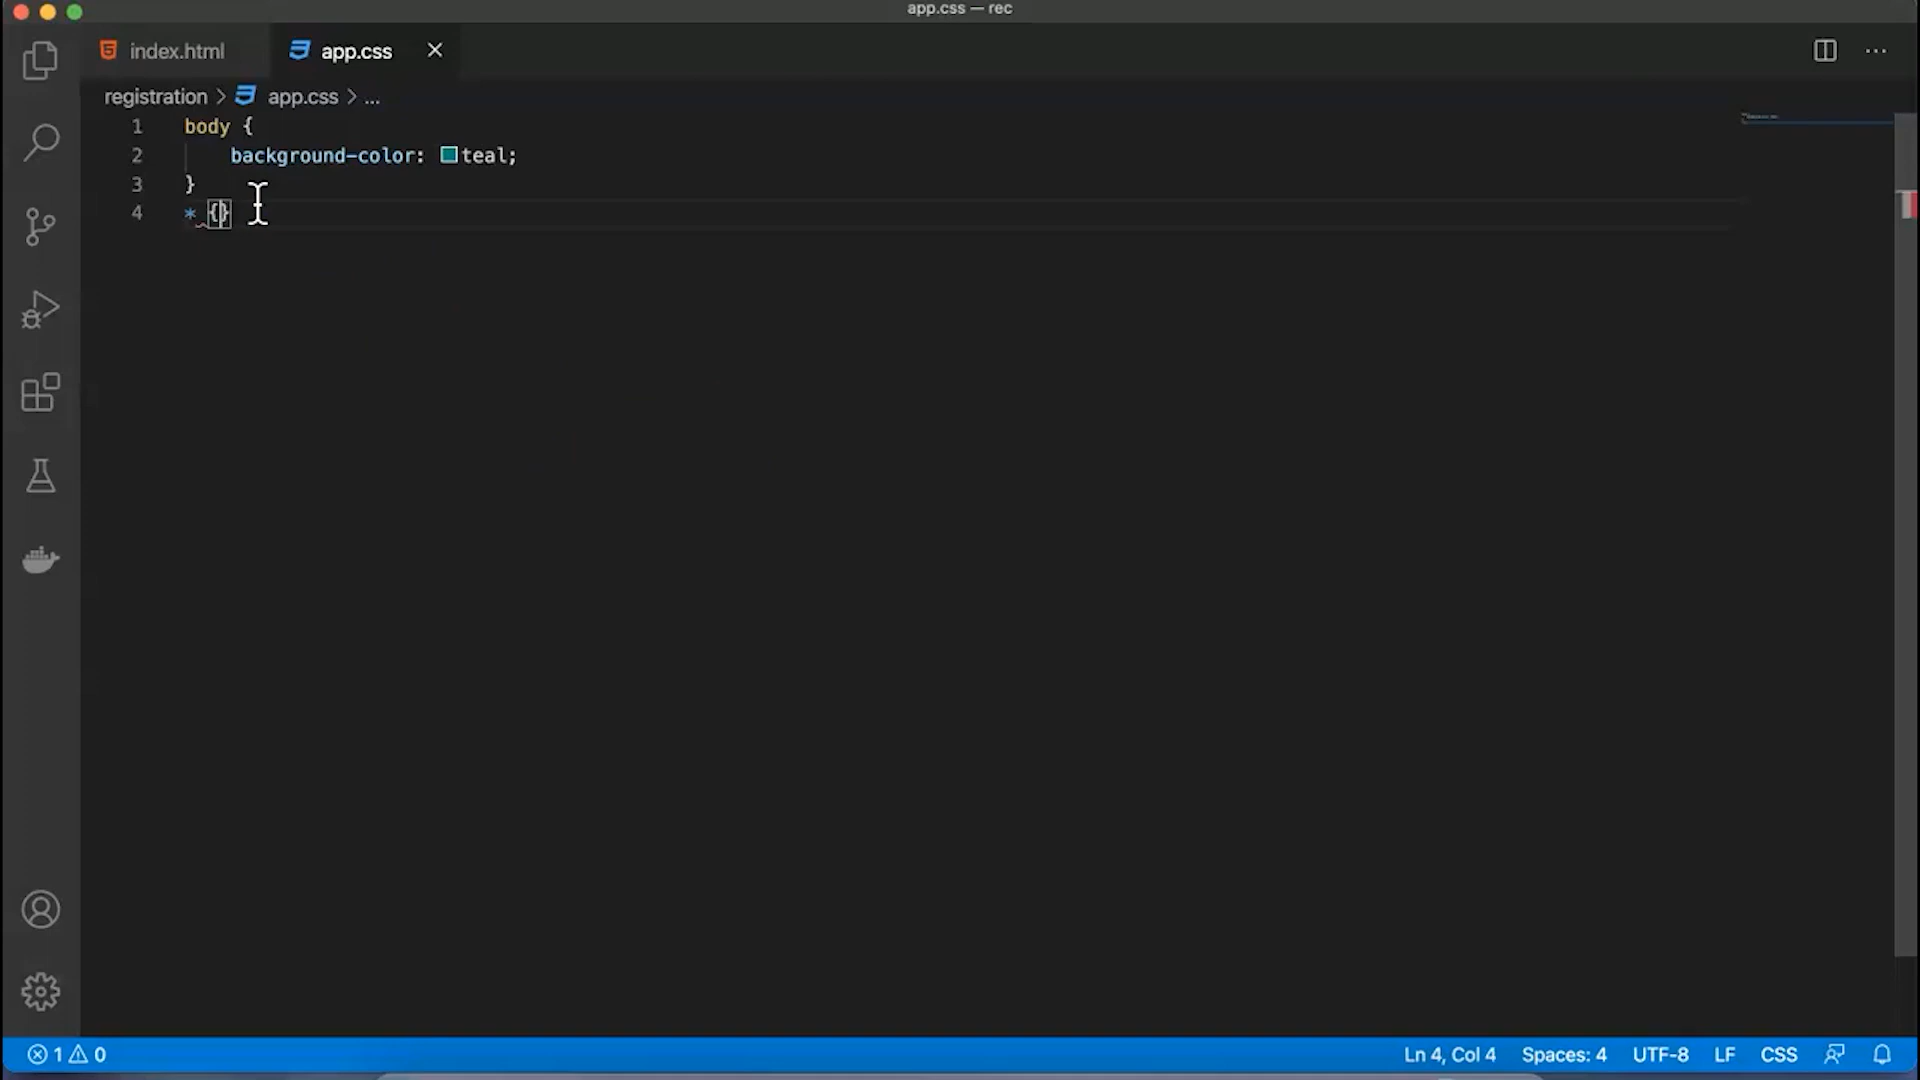 app.css — rec
index.html
app.css
registration > app.css > ...
1 body {
2 background-color: teal;
3 }
4 * {}
1 0
Ln 4, Col 4 Spaces: 4 UTF-8 LF CSS